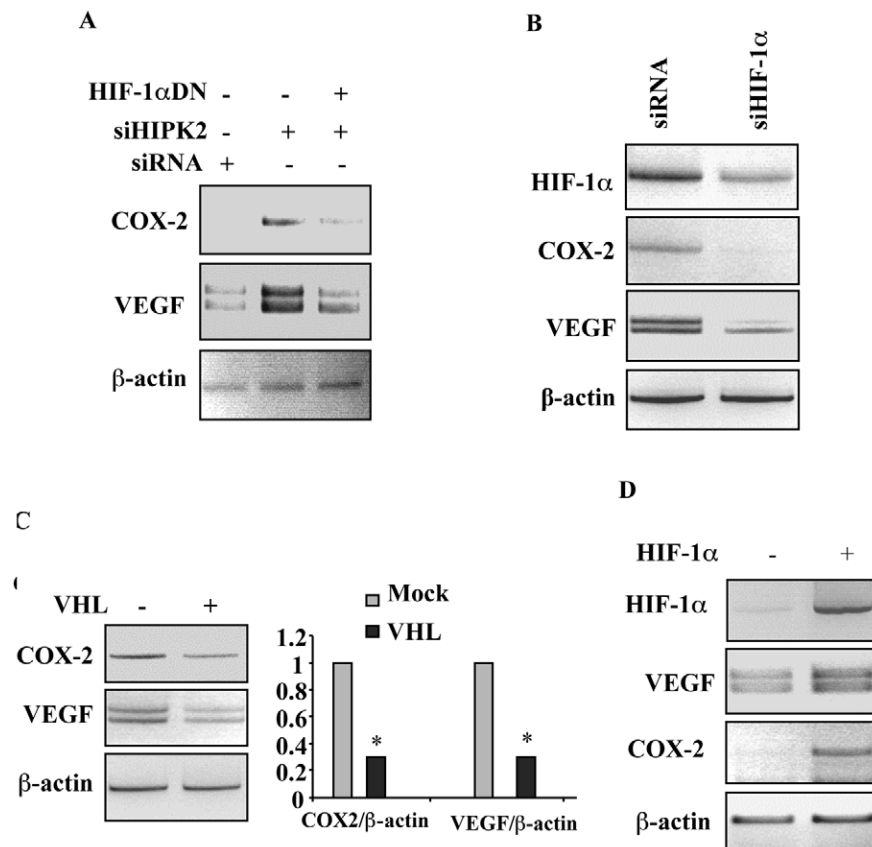 A
HIF-1αDN - - +
siHIPK2 - + +
siRNA + - -
COX-2
VEGF
β-actin
B
siRNA siHIF-1α
HIF-1α
COX-2
VEGF
β-actin
C
VHL - +
COX-2
VEGF
β-actin
Mock
VHL
1.2
1
0.8
0.6
0.4
0.2
0
* *
COX2/β-actin VEGF/β-actin
D
HIF-1α - +
HIF-1α
VEGF
COX-2
β-actin